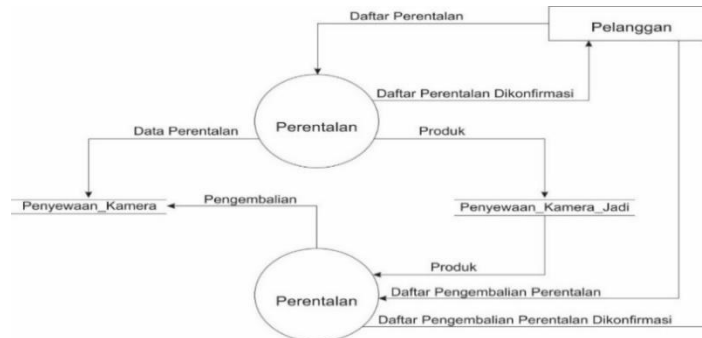 Daftar Perentalan
Pelanggan
Daftar Perentalan Dikonfirmasi
Perentalan
Data Perentalan
Produk
Penyewaan_Kamera
Pengembalian
Penyewaan_Kamera_Jadi
Produk
Perentalan
Daftar Pengembalian Perentalan
Daftar Pengembalian Perentalan Dikonfirmasi